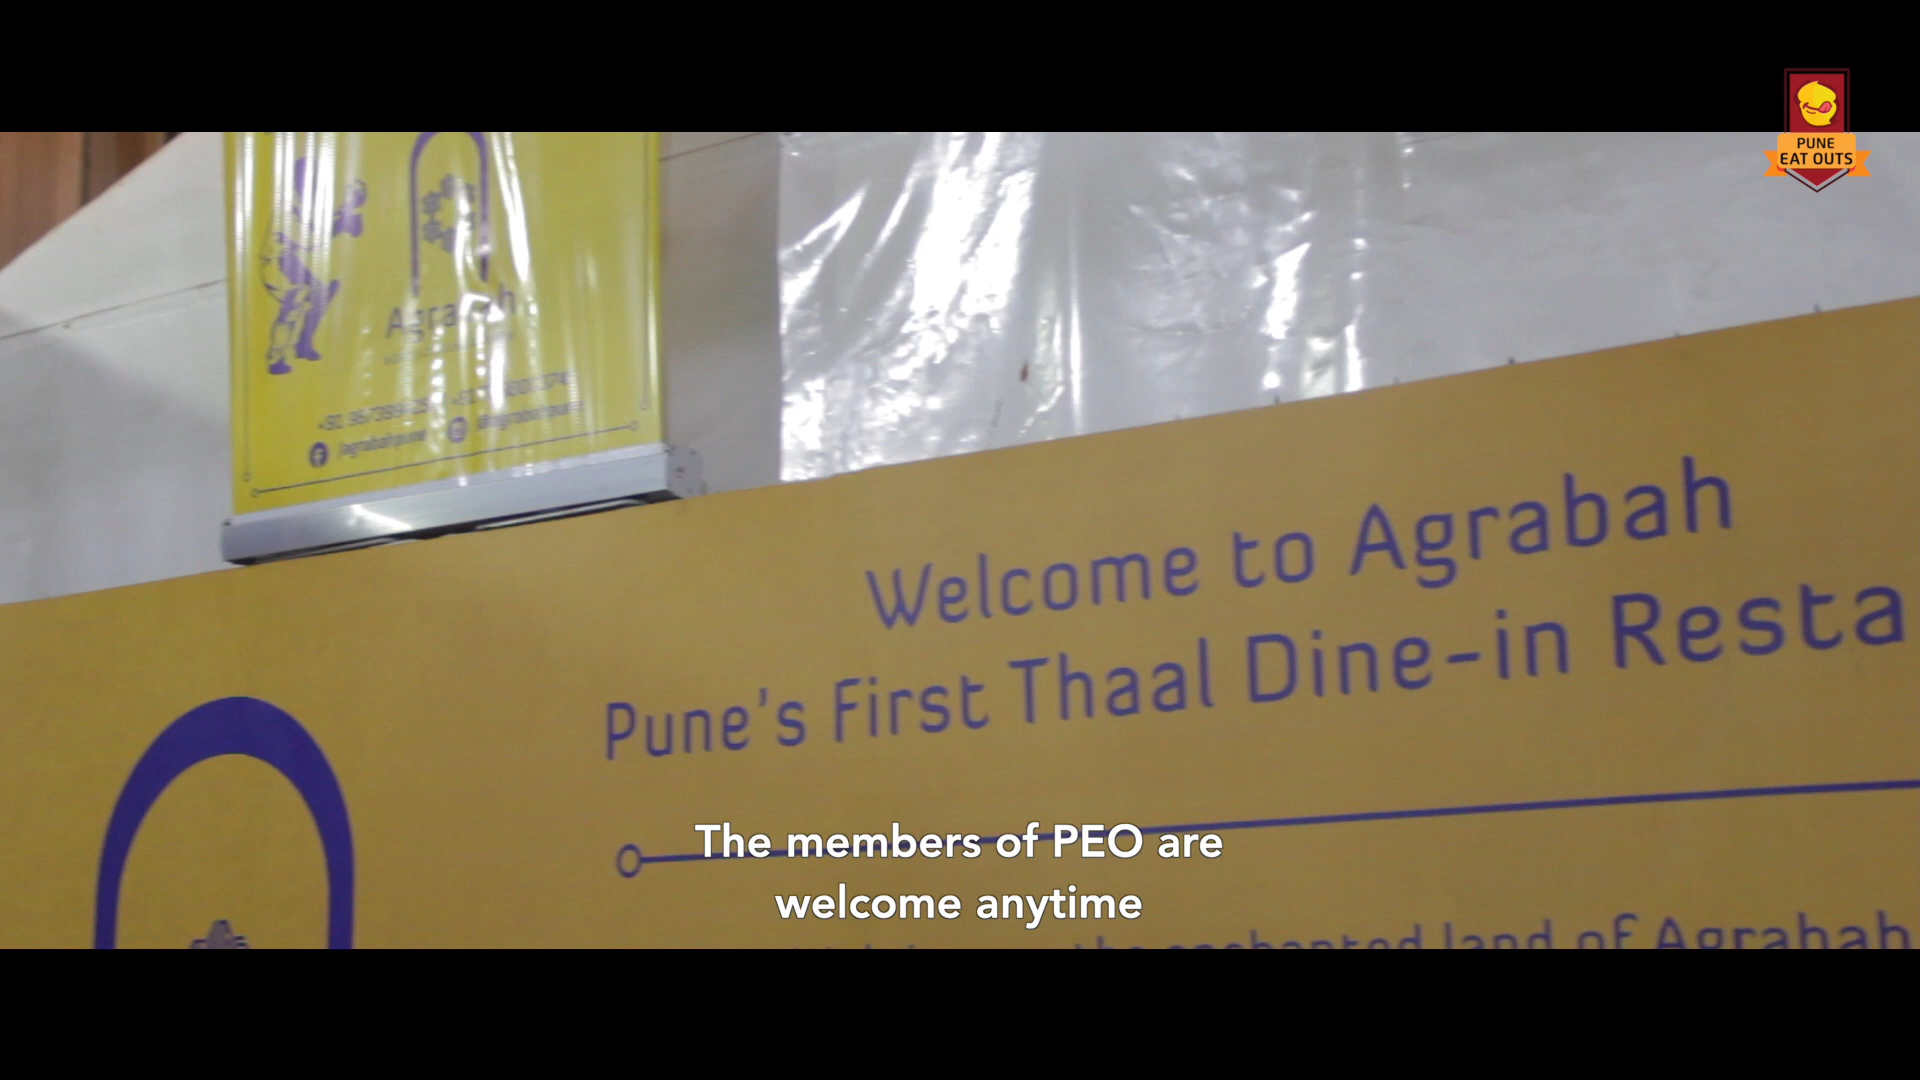 PUNE
EAT OUTS
Agrabah
Welcome to Agrabah
Pune's First Thaal Dine-in Resta
The members of PEO are
welcome anytime
the enchanted land of Agrabah